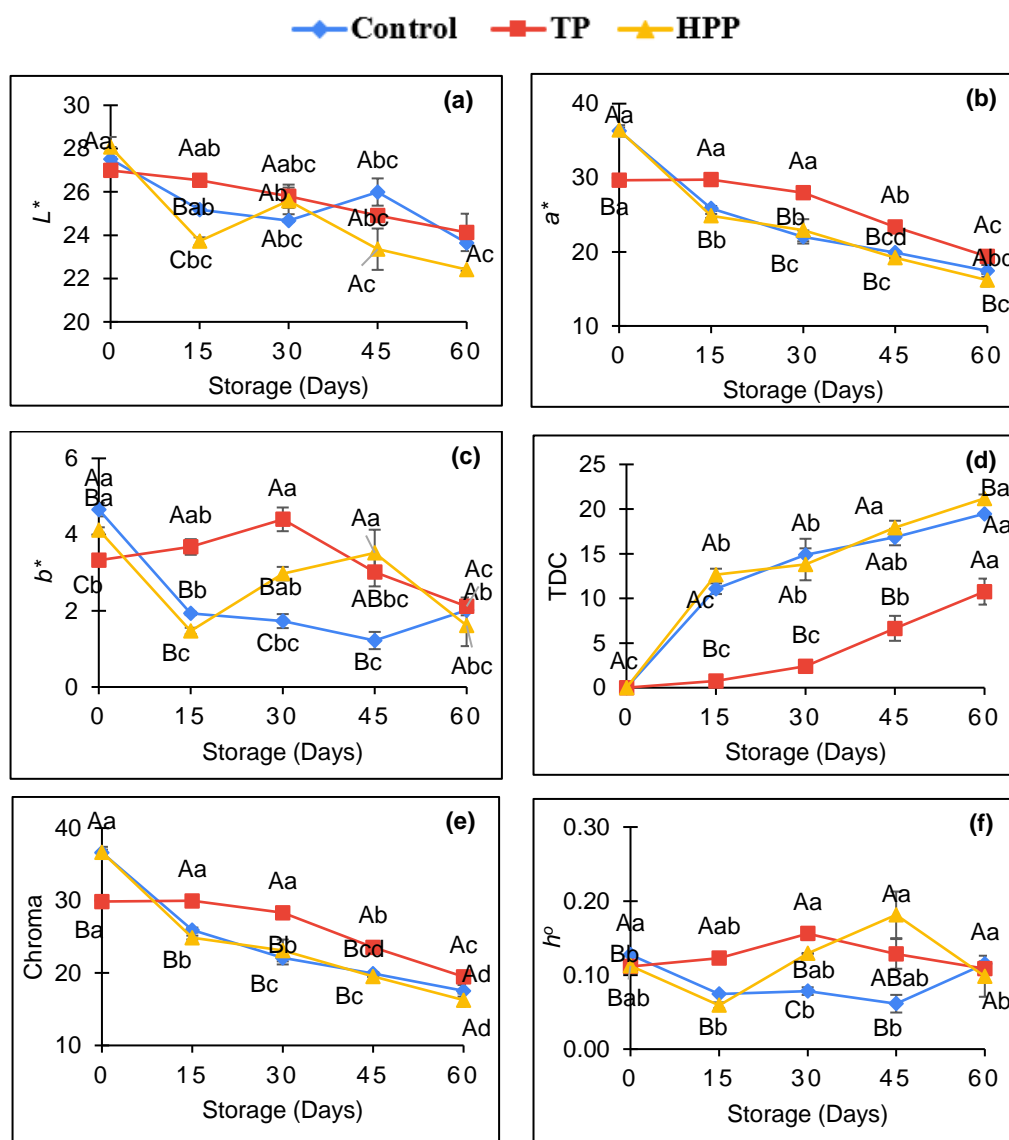 Control TP HPP
(a)
30
28
26
24
22
20
L*
Aa
Aab
Bab
Cbc
Aabc
Ab
Abc
Abc
Abc
Ac
Ac
0 15 30 45 60
Storage (Days)
(b)
40
30
20
10
a*
Aa
Ba
Aa
Bb
Aa
Bb
Bc
Ab
Bcd
Bc
Ac
Abc
Bc
0 15 30 45 60
Storage (Days)
(c)
6
4
2
0
b*
Aa
Ba
Cb
Aab
Bb
Bc
Aa
Bab
Cbc
Aa
ABbc
Bc
Ac
Ab
Abc
0 15 30 45 60
Storage (Days)
(d)
25
20
15
10
5
0
TDC
Ac
Ab
Ac
Bc
Ab
Ab
Bc
Aa
Aab
Bb
Ba
Aa
Aa
0 15 30 45 60
Storage (Days)
(e)
40
30
20
10
Chroma
Aa
Ba
Aa
Bb
Aa
Bb
Bc
Ab
Bcd
Bc
Ac
Ad
Ad
0 15 30 45 60
Storage (Days)
(f)
0.30
0.20
0.10
0.00
hº
Aa
Bb
Bab
Aab
Bb
Aa
Bab
Cb
Aa
ABab
Bb
Aa
Ab
0 15 30 45 60
Storage (Days)